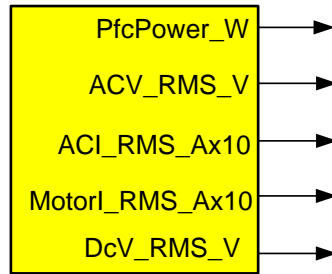 PfcPower_W
ACV_RMS_V
ACI_RMS_Ax10
MotorI_RMS_Ax10
DcV_RMS_V